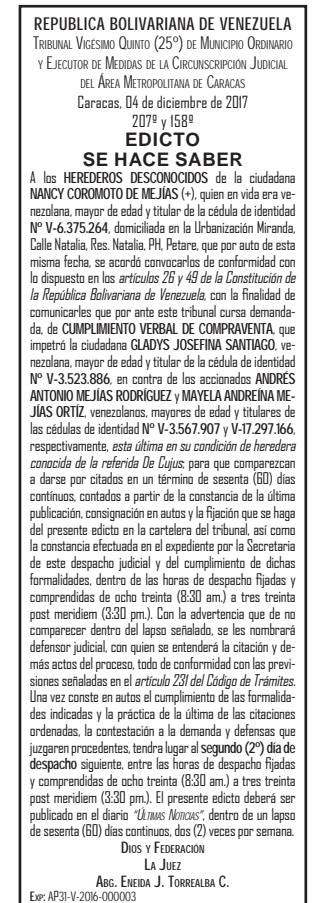 REPUBLICA BOLIVARIANA DE VENEZUELA
TRIBUNAL VIGÉSIMO QUINTO (25°) DE MUNICIPIO ORDINARIO
Y EJECUTOR DE MEDIDAS DE LA CIRCUNSCRIPCIÓN JUDICIAL
DEL ÁREA METROPOLITANA DE CARACAS
Caracas, 04 de diciembre de 2017
207º y 158º
EDICTO
SE HACE SABER
A los HEREDEROS DESCONOCIDOS de la ciudadana
NANCY COROMOTO DE MEJÍAS (+), quien en vida era ve-
nezolana, mayor de edad y titular de la cédula de identidad
N° V-6.375.264, domiciliada en la Urbanización Miranda,
Calle Natalia, Res. Natalia, PH, Petare, que por auto de esta
misma fecha, se acordó convocarlos de conformidad con
lo dispuesto en los artículos 26 y 49 de la Constitución de
la República Bolivariana de Venezuela, con la finalidad de
comunicarles que por ante este tribunal cursa demanda-
da, de CUMPLIMIENTO VERBAL DE COMPRAVENTA, que
impetró la ciudadana GLADYS JOSEFINA SANTIAGO, ve-
nezolana, mayor de edad y titular de la cédula de identidad
N° V-3.523.886, en contra de los accionados ANDRÉS
ANTONIO MEJÍAS RODRÍGUEZ y MAYELA ANDREÍNA ME-
JÍAS ORTÍZ, venezolanos, mayores de edad y titulares de
las cédulas de identidad N° V-3.567.907 y V-17.297.166,
respectivamente, esta última en su condición de heredera
conocida de la referida De Cujus; para que comparezcan
a darse por citados en un término de sesenta (60) días
contínuos, contados a partir de la constancia de la última
publicación, consignación en autos y la fijación que se haga
del presente edicto en la cartelera del tribunal, así como
la constancia efectuada en el expediente por la Secretaria
de este despacho judicial y del cumplimiento de dichas
formalidades, dentro de las horas de despacho fijadas y
comprendidas de ocho treinta (8:30 am.) a tres treinta
post meridiem (3:30 pm.). Con la advertencia que de no
comparecer dentro del lapso señalado, se les nombrará
defensor judicial, con quien se entenderá la citación y de-
más actos del proceso, todo de conformidad con las previ-
siones señaladas en el artículo 231 del Código de Trámites.
Una vez conste en autos el cumplimiento de las formalida-
des indicadas y la práctica de la última de las citaciones
ordenadas, la contestación a la demanda y defensas que
juzgaren procedentes, tendra lugar al segundo (2°) día de
despacho siguiente, entre las horas de despacho fijadas
y comprendidas de ocho treinta (8:30 am.) a tres treinta
post meridiem (3:30 pm.). El presente edicto deberá ser
publicado en el diario "ÚLTIMAS NOTICIAS", dentro de un lapso
de sesenta (60) días continuos, dos (2) veces por semana.
DIOS Y FEDERACIÓN
LA JUEZ
ABG. ENEIDA J. TORREALBA C.
EXP: AP31-V-2016-000003